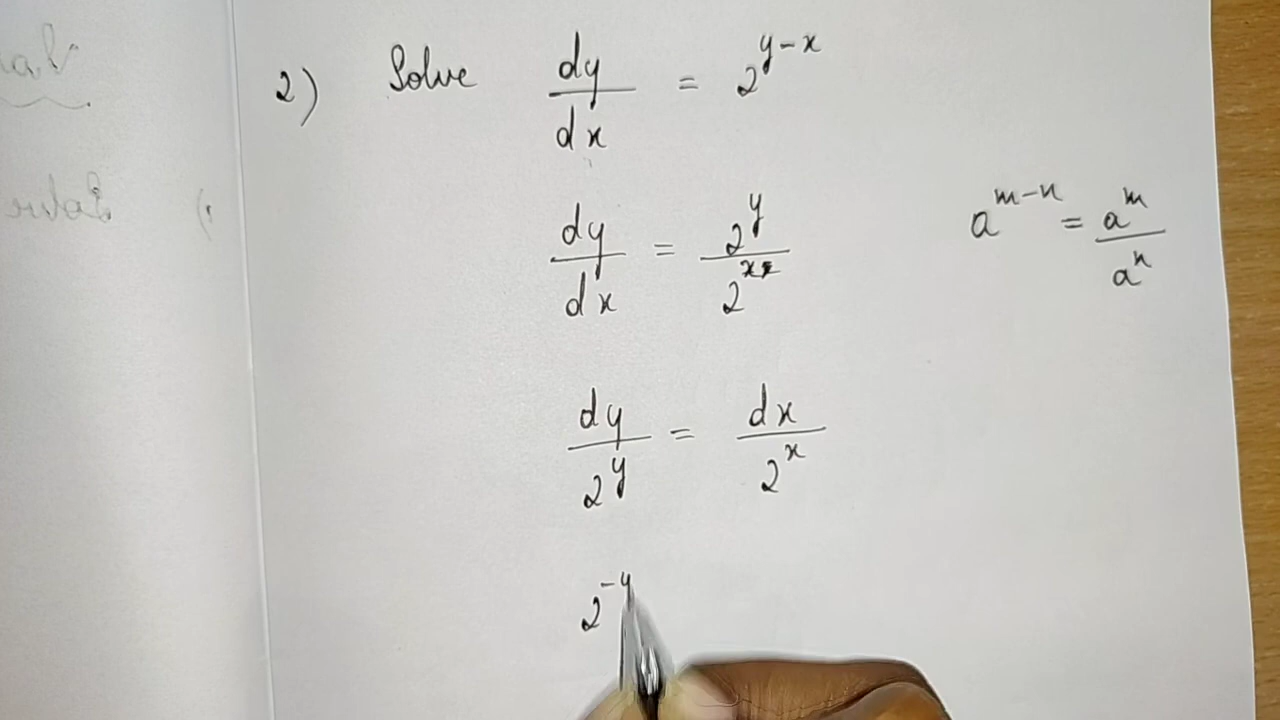 2) Solve dy/dx = 2^{y-x}
dy/dx = 2^y/2^x
a^{m-n} = a^m/a^n
dy/2^y = dx/2^x
2^{-y}